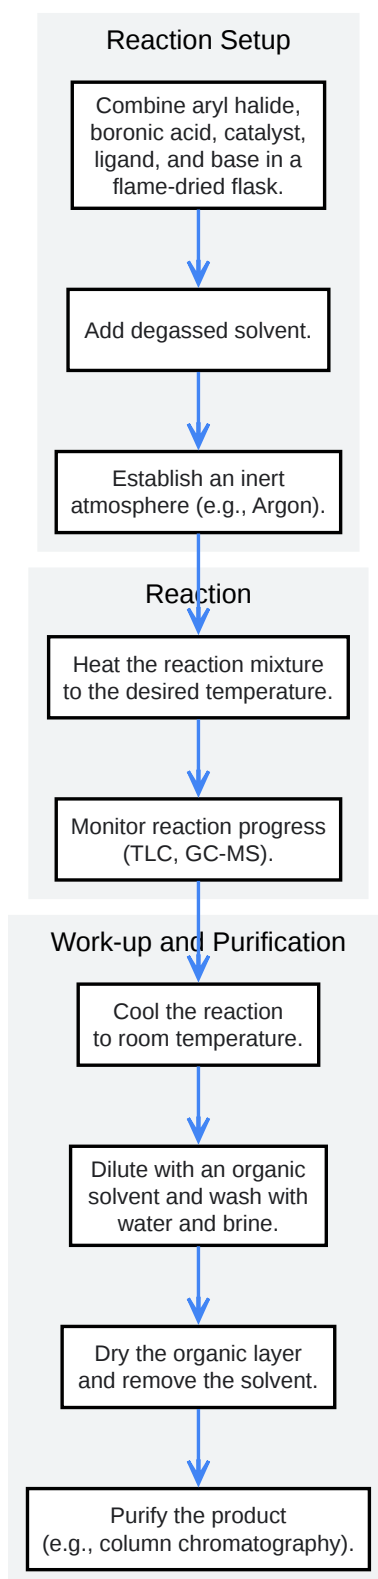 Reaction Setup
Combine aryl halide,
boronic acid, catalyst,
ligand, and base in a
flame-dried flask.
Add degassed solvent.
Establish an inert
atmosphere (e.g., Argon).
Reaction
Heat the reaction mixture
to the desired temperature.
Monitor reaction progress
(TLC, GC-MS).
Work-up and Purification
Cool the reaction
to room temperature.
Dilute with an organic
solvent and wash with
water and brine.
Dry the organic layer
and remove the solvent.
Purify the product
(e.g., column chromatography).